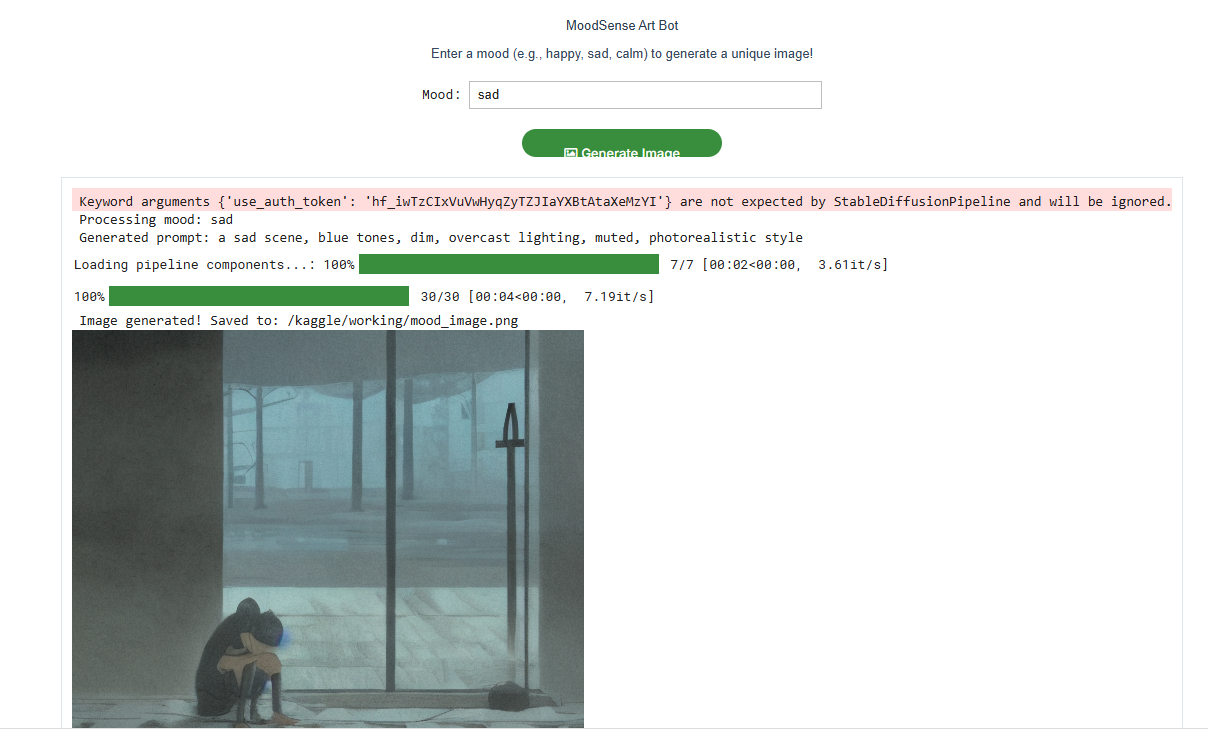 MoodSense Art Bot
Enter a mood (e.g., happy, sad, calm) to generate a unique image!
Mood: sad
Generate Image
Keyword arguments {'use_auth_token': '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'} are not expected by StableDiffusionPipeline and will be ignored.
Processing mood: sad
Generated prompt: a sad scene, blue tones, dim, overcast lighting, muted, photorealistic style
Loading pipeline components...: 100% 7/7 [00:02<00:00, 3.61it/s]
100% 30/30 [00:04<00:00, 7.19it/s]
Image generated! Saved to: /kaggle/working/mood_image.png